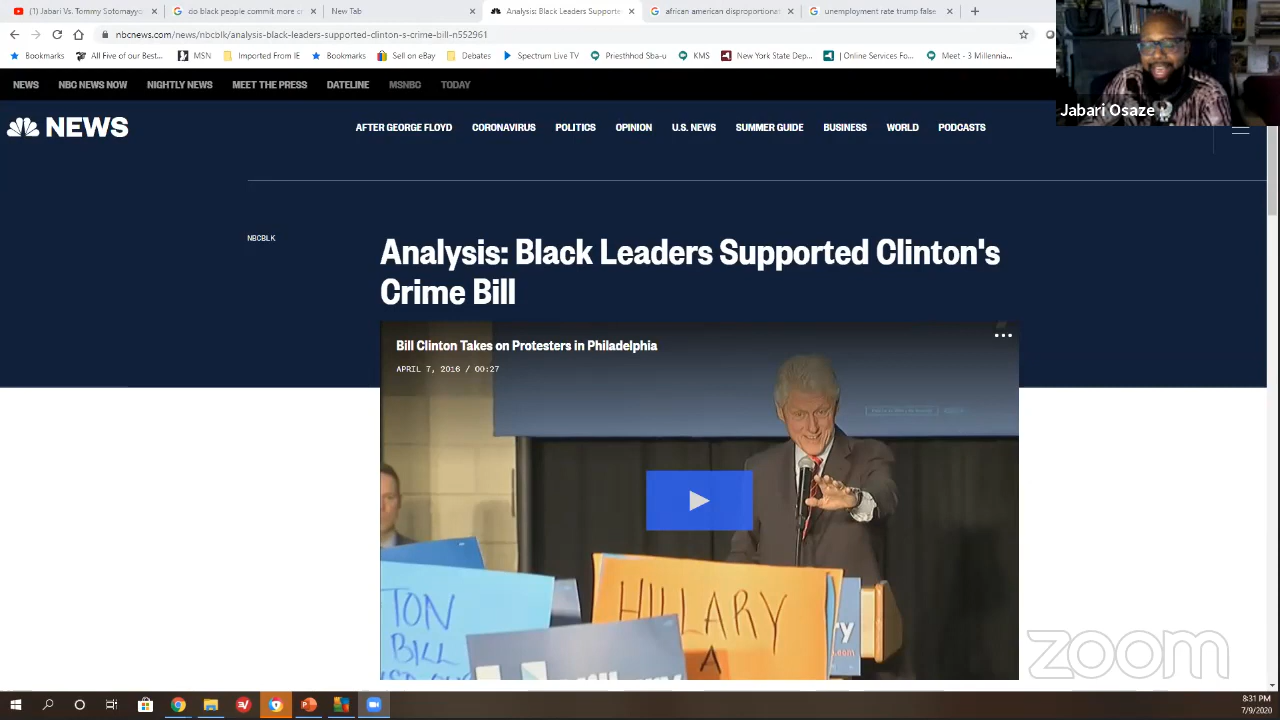 (1) Jabari Vs. Tommy Sotomayyo
do black people commit more cr
New Tab
Analysis: Black Leaders Supporte
african american disproportionat
unemployment rate trump false
nbcnews.com/news/nbcblk/analysis-black-leaders-supported-clinton-s-crime-bill-n552961
Bookmarks
All Five of our Best...
MSN
Imported From IE
Bookmarks
Sell on eBay
Debates
Spectrum Live TV
Priesthhod Sba-u
KMS
New York State Dep...
| Online Services Fo...
Meet - 3 Millennia...
Jabari Osaze
NEWS
NBC NEWS NOW
NIGHTLY NEWS
MEET THE PRESS
DATELINE
MSNBC
TODAY
NEWS
AFTER GEORGE FLOYD
CORONAVIRUS
POLITICS
OPINION
U.S. NEWS
SUMMER GUIDE
BUSINESS
WORLD
PODCASTS
NBCBLK
Analysis: Black Leaders Supported Clinton's
Crime Bill
Bill Clinton Takes on Protesters in Philadelphia
APRIL 7, 2016 / 00:27
TON
BILL
HILLARY
A
zoom
8:31 PM
7/9/2020